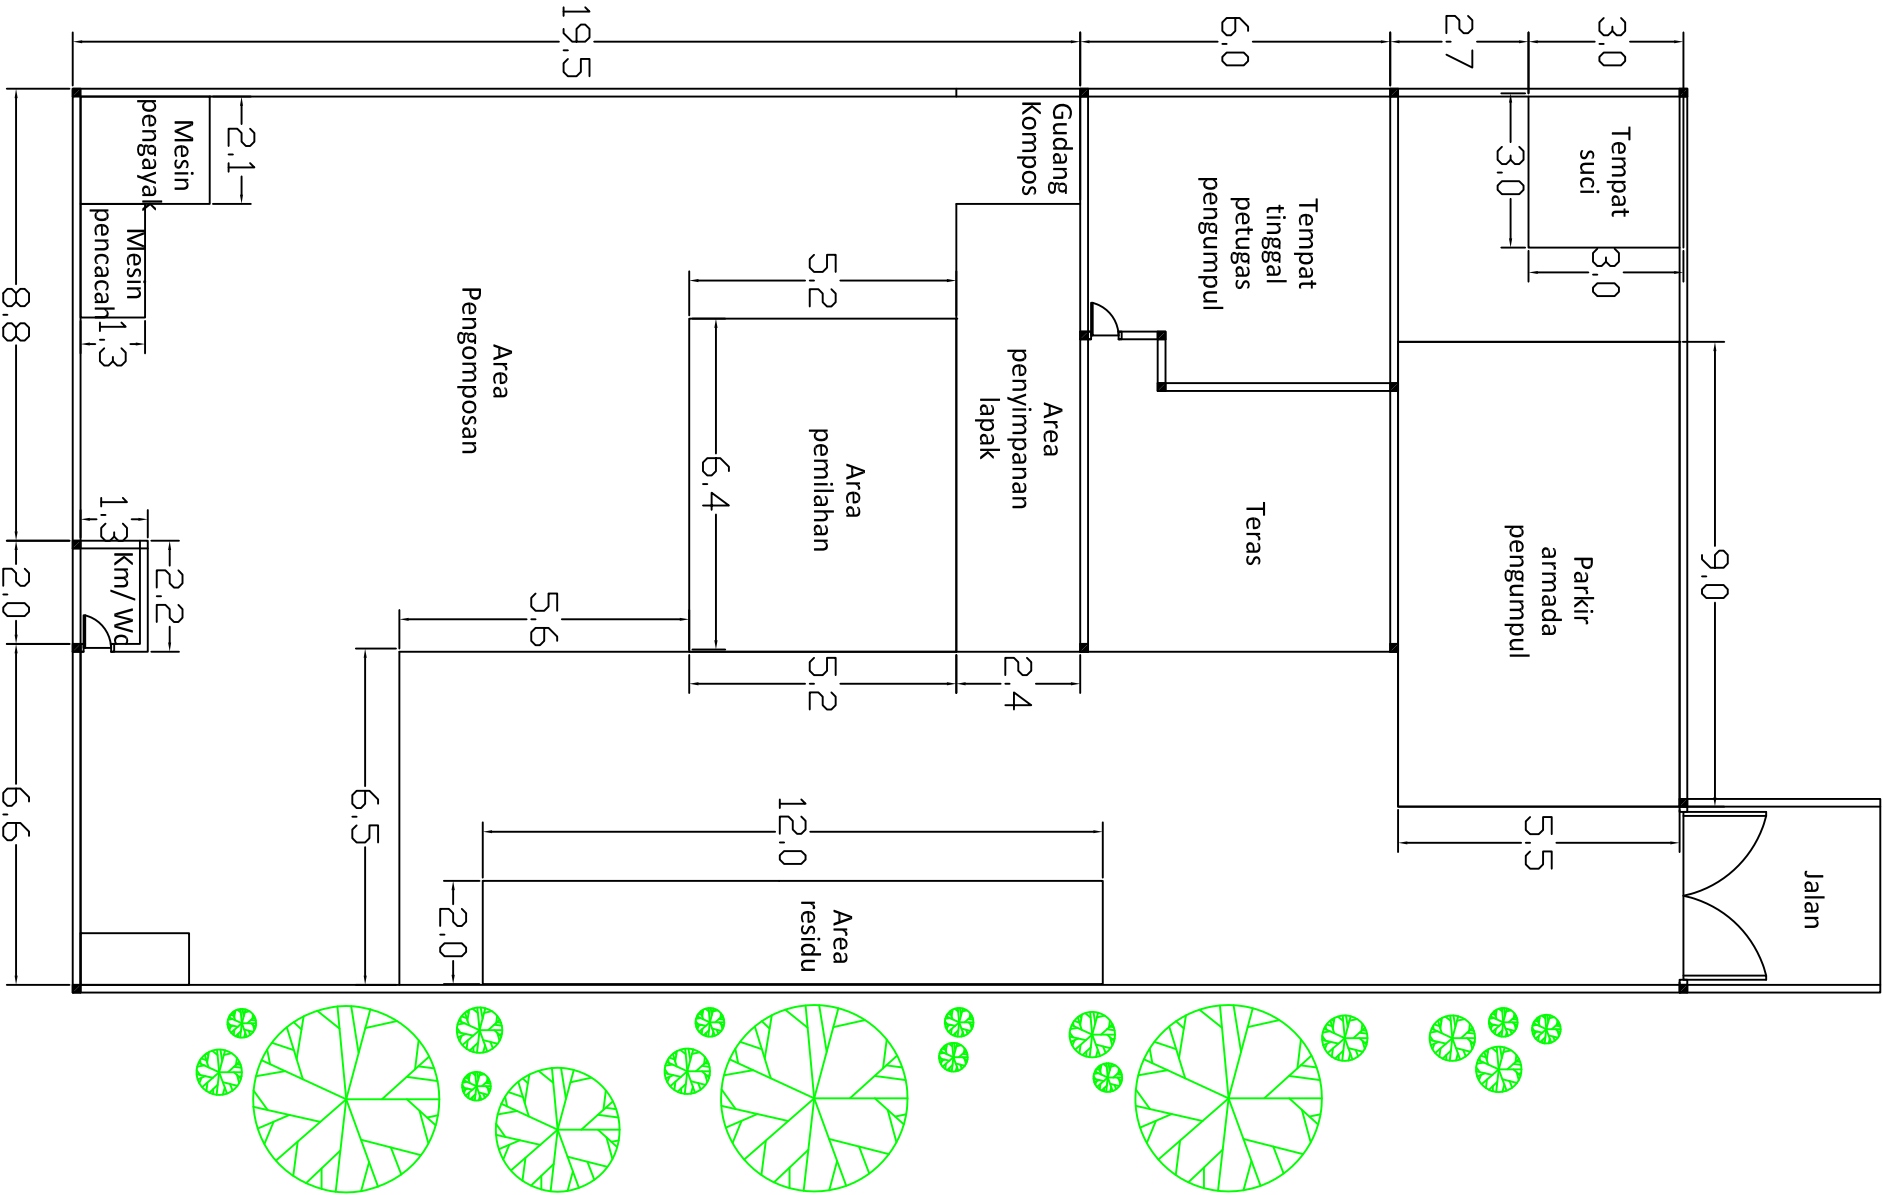 19.5
6.0
2.7
3.0
Tempat
suci
3.0
3.0
Tempat
tinggal
petugas
pengumpul
Gudang
Kompos
Mesin
pengayak
2.1
Mesin
pencacah
1.3
8.8
Area
Pengomposan
5.2
Area
pemilahan
6.4
5.2
Area
penyimpanan
lapak
2.4
Teras
Parkir
armada
pengumpul
9.0
5.5
Jalan
1.3
Km/ Wc
2.2
2.0
5.6
6.5
6.6
12.0
Area
residu
2.0